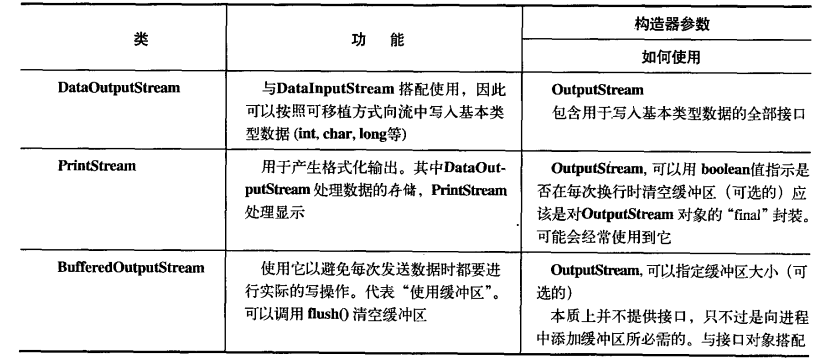 类
功 能
构造器参数
如何使用
DataOutputStream
与DataInputStream 搭配使用，因此
可以按照可移植方式向流中写入基本类
型数据 (int, char, long等)
OutputStream
包含用于写入基本类型数据的全部接口
PrintStream
用于产生格式化输出。其中DataOut-
putStream 处理数据的存储，PrintStream
处理显示
OutputStream, 可以用 boolean值指示是
否在每次换行时清空缓冲区（可选的）应
该是对OutputStream 对象的“final”封装。
可能会经常使用到它
BufferedOutputStream
使用它以避免每次发送数据时都要进
行实际的写操作。代表“使用缓冲区”。
可以调用 flush() 清空缓冲区
OutputStream, 可以指定缓冲区大小（可
选的）
本质上并不提供接口，只不过是向进程
中添加缓冲区所必需的。与接口对象搭配